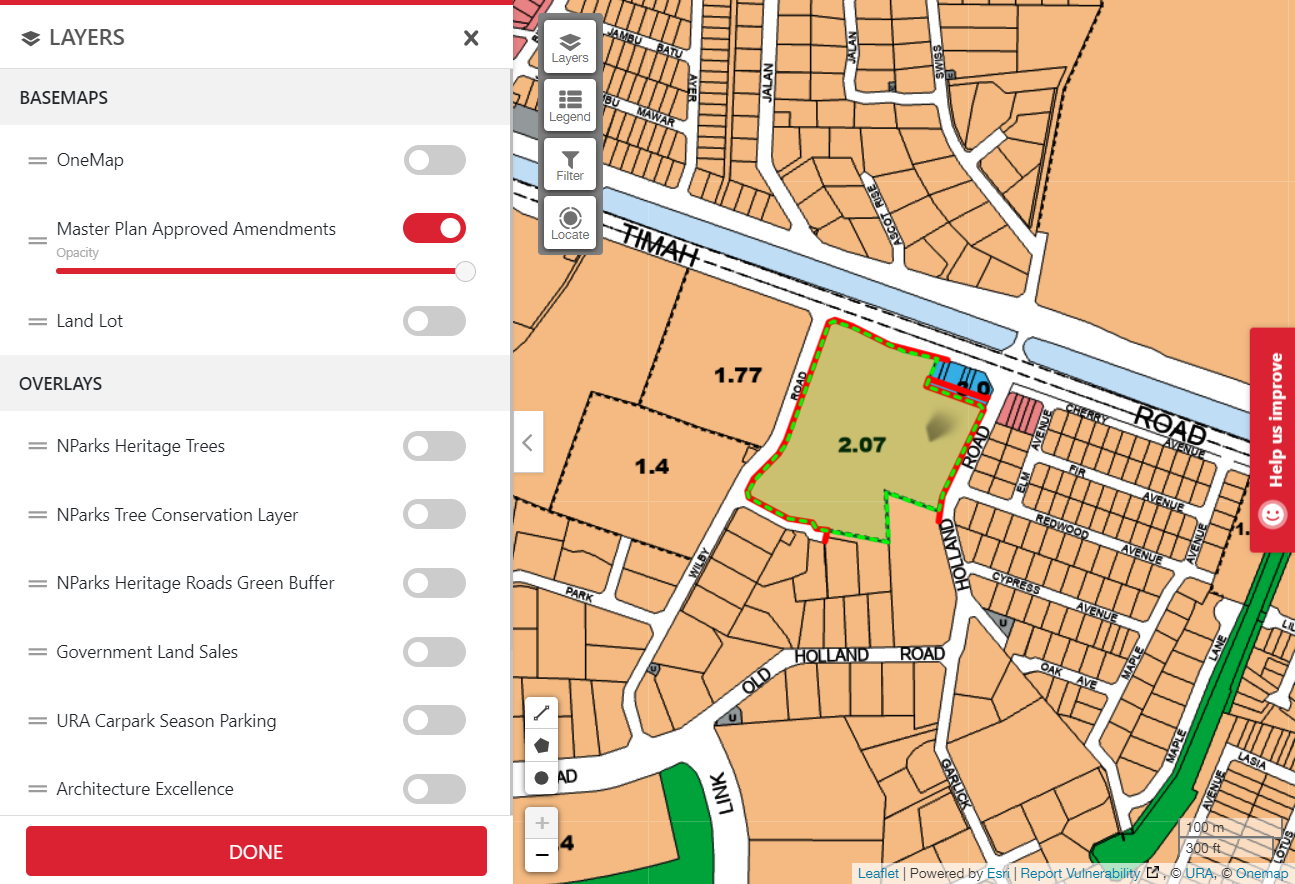 LAYERS
BASEMAPS
OneMap
Master Plan Approved Amendments
Opacity
Land Lot
OVERLAYS
NParks Heritage Trees
NParks Tree Conservation Layer
NParks Heritage Roads Green Buffer
Government Land Sales
URA Carpark Season Parking
Architecture Excellence
DONE
Layers
Legend
Filter
Locate
JAMBU BATU
MAWAR
AYER
JALAN
JALAN
SWISS
ASCOT RISE
TIMAH
ROAD
1.77
1.4
2.07
ROAD
ROAD
HOLLAND
CHERRY AVENUE
AVENUE
ELM
FIR AVENUE
REDWOOD AVENUE
AVENUE
CYPRESS AVENUE
OAK AVE
MAPLE
LANE
MAPLE
AVENUE
LASIA
LOTUS
WILBY
PARK
OLD HOLLAND ROAD
GARLICK
LINK
U
U
U
Help us improve
100 m
300 ft
Leaflet | Powered by Esri | Report Vulnerability , © URA, © Onemap